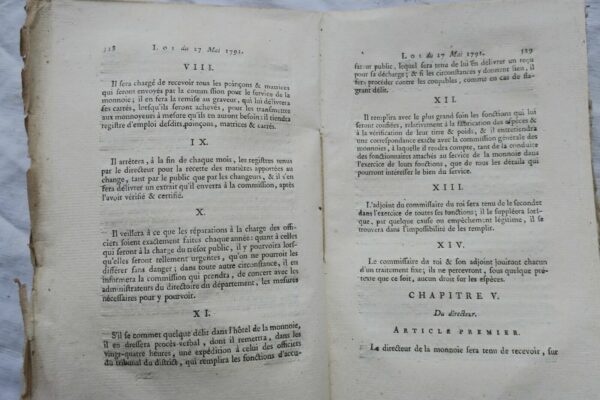 328 LOI du 27 Mai 1791.
VIII.
Il sera chargé de recevoir tous les poinçons & matrices
qui seront envoyés par la commission pour le service de la
monnoie ; il en fera la remise au graveur, qui lui délivrera
ses carrés, lorsqu'ils seront achevés, pour les transmettre
aux monnoyeurs à mesure qu'ils en auront besoin : il tiendra
registre d'emploi desdits poinçons, matrices & carrés.
IX.
Il arrêtera, à la fin de chaque mois, les registres tenus
par le directeur pour la recette des matières apportées au
change, tant par le public que par les changeurs, & il s'en
fera délivrer un extrait qu'il enverra à la commission, après
l'avoir vérifié & certifié.
X.
Il veillera à ce que les réparations à la charge des offi-
ciers soient exactement faites chaque année : quant à celles
qui seront à la charge du trésor public, il y pourvoira lors-
qu'elles seront tellement urgentes, qu'on ne pourroit les
différer sans danger ; dans toute autre circonstance, il en
informera la commission qui prendra, de concert avec les
administrateurs du directoire du département, les mesures
nécessaires pour y pourvoir.
XI.
S'il se commet quelque délit dans l'hôtel de la monnoie,
il en dressera procès-verbal, dont il remettra, dans les
vingt-quatre heures, une expédition à celui des officiers
du tribunal du district, qui remplira les fonctions d'accu-
LOI du 27 Mai 1791. 329
sateur public, lequel sera tenu de lui en délivrer un reçu
pour sa décharge ; & si les circonstances y donnent lieu, il
fera procéder contre les coupables, comme en cas de fla-
grant délit.
XII.
Il remplira avec le plus grand soin les fonctions qui lui
seront confiées, relativement à la fabrication des espèces &
à la vérification de leur titre & poids, & il entretiendra
une correspondance exacte avec la commission générale des
monnoies, à laquelle il rendra compte, tant de la conduite
des fonctionnaires attachés au service de la monnoie dans
l'exercice de leurs fonctions, que de tous les détails qui
pourront intéresser le bien du service.
XIII.
L'adjoint du commissaire du roi sera tenu de le seconder
dans l'exercice de toutes ses fonctions ; il le suppléera lors-
que, par quelque cause ou empêchement légitime, il se
trouvera dans l'impossibilité de les remplir.
XIV.
Le commissaire du roi & son adjoint jouiront chacun
d'un traitement fixe ; ils ne percevront, sous quelque pré-
texte que ce soit, aucun droit sur les espèces.
CHAPITRE V.
Du directeur.
ARTICLE PREMIER.
Le directeur de la monnoie sera tenu de recevoir, sur